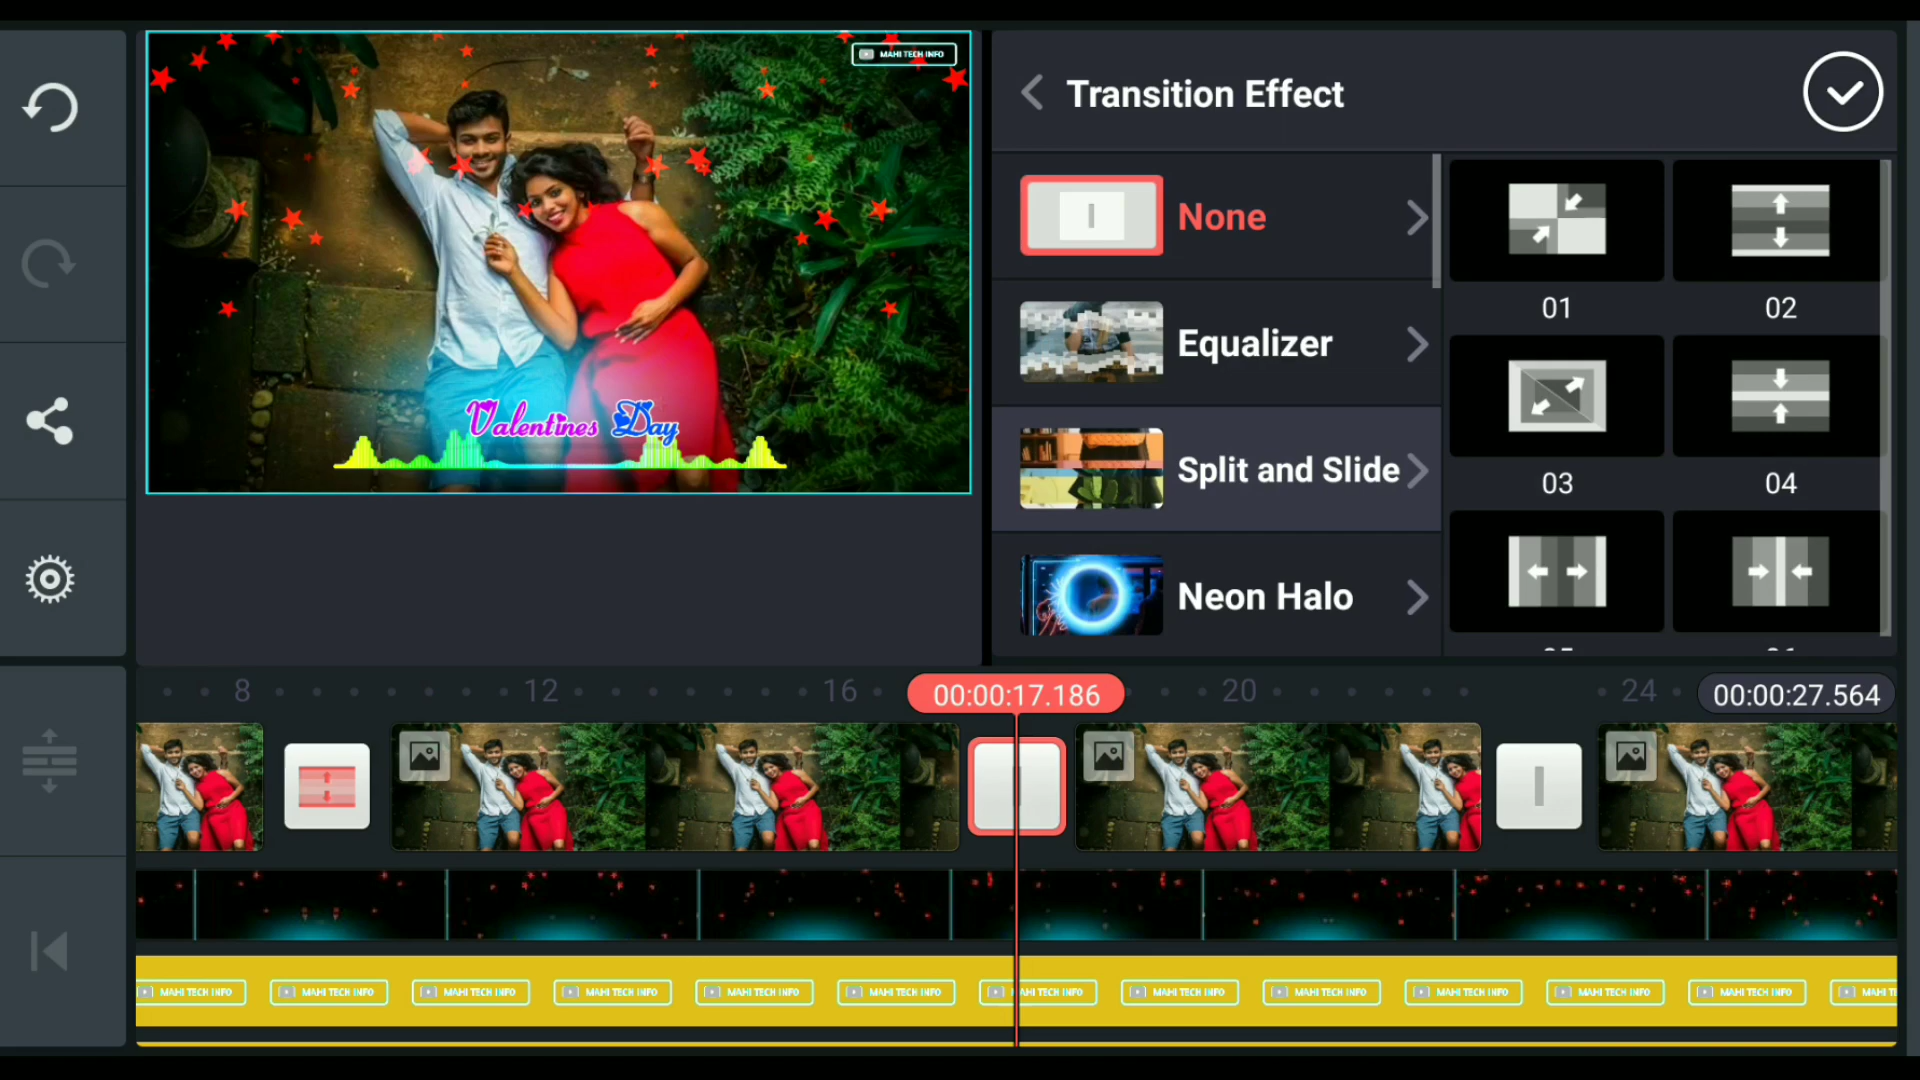 MAHI TECH INFO
Valentines Day
Transition Effect
None
Equalizer
Split and Slide
Neon Halo
01
02
03
04
8
12
16
00:00:17.186
20
24
00:00:27.564
MAHI TECH INFO
MAHI TECH INFO
MAHI TECH INFO
MAHI TECH INFO
MAHI TECH INFO
MAHI TECH INFO
MAHI TECH INFO
MAHI TECH INFO
MAHI TECH INFO
MAHI TECH INFO
MAHI TECH INFO
MAHI TECH INFO